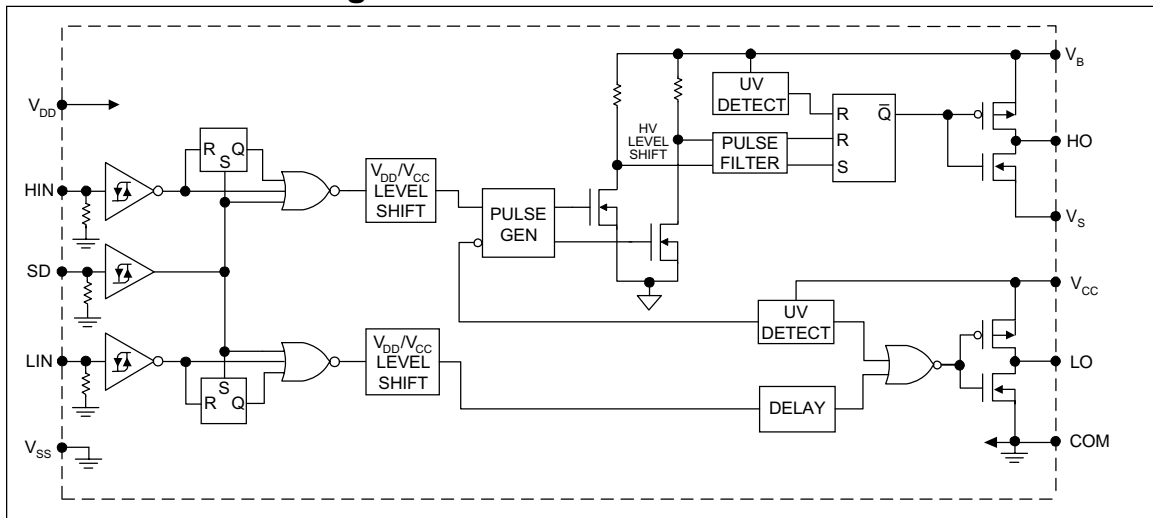 g
V_B
UV
DETECT
V_DD
R
Q̅
R
S
HV
LEVEL
SHIFT
PULSE
FILTER
HO
R Q
S
HIN
V_DD/V_CC
LEVEL
SHIFT
PULSE
GEN
V_S
SD
V_CC
UV
DETECT
LIN
V_DD/V_CC
LEVEL
SHIFT
LO
S
R Q
DELAY
V_SS
COM